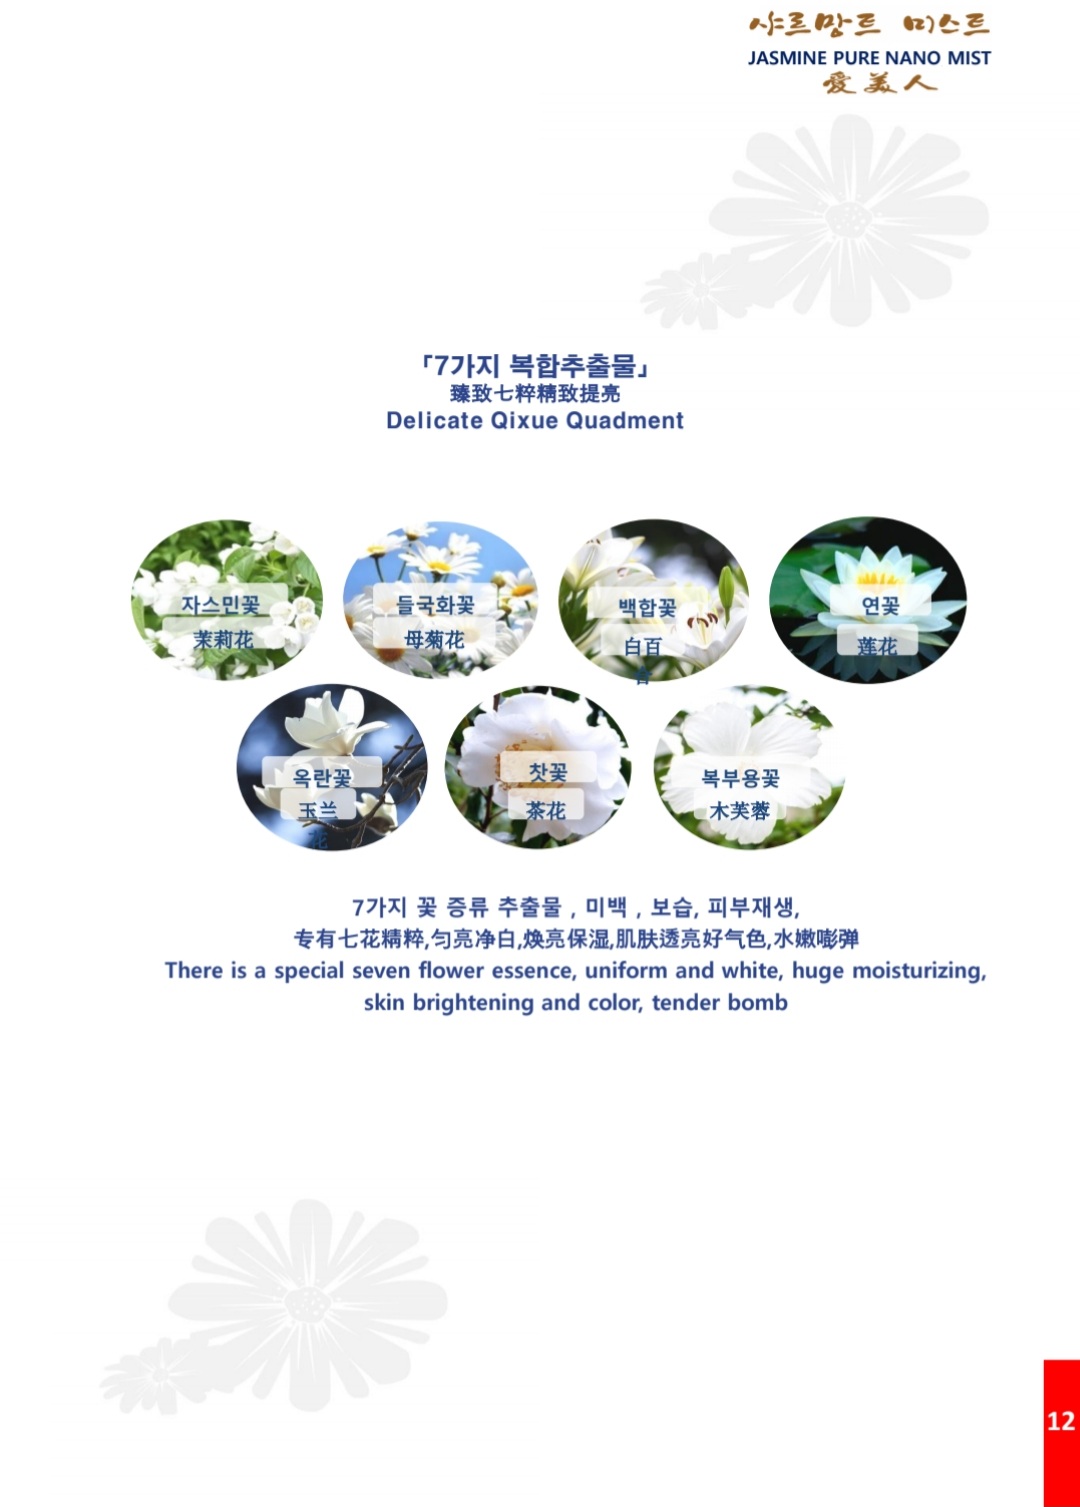 샤르망트 미스트
JASMINE PURE NANO MIST
愛美人
「7가지 복합추출물」
臻致七粹精致提亮
Delicate Qixue Quadment
자스민꽃
茉莉花
들국화꽃
母菊花
백합꽃
白百
合
연꽃
莲花
옥란꽃
玉兰
花
찻꽃
茶花
복부용꽃
木芙蓉
7가지 꽃 증류 추출물 , 미백 , 보습, 피부재생,
专有七花精粹,匀亮净白,焕亮保湿,肌肤透亮好气色,水嫩嘭弹
There is a special seven flower essence, uniform and white, huge moisturizing,
skin brightening and color, tender bomb
12